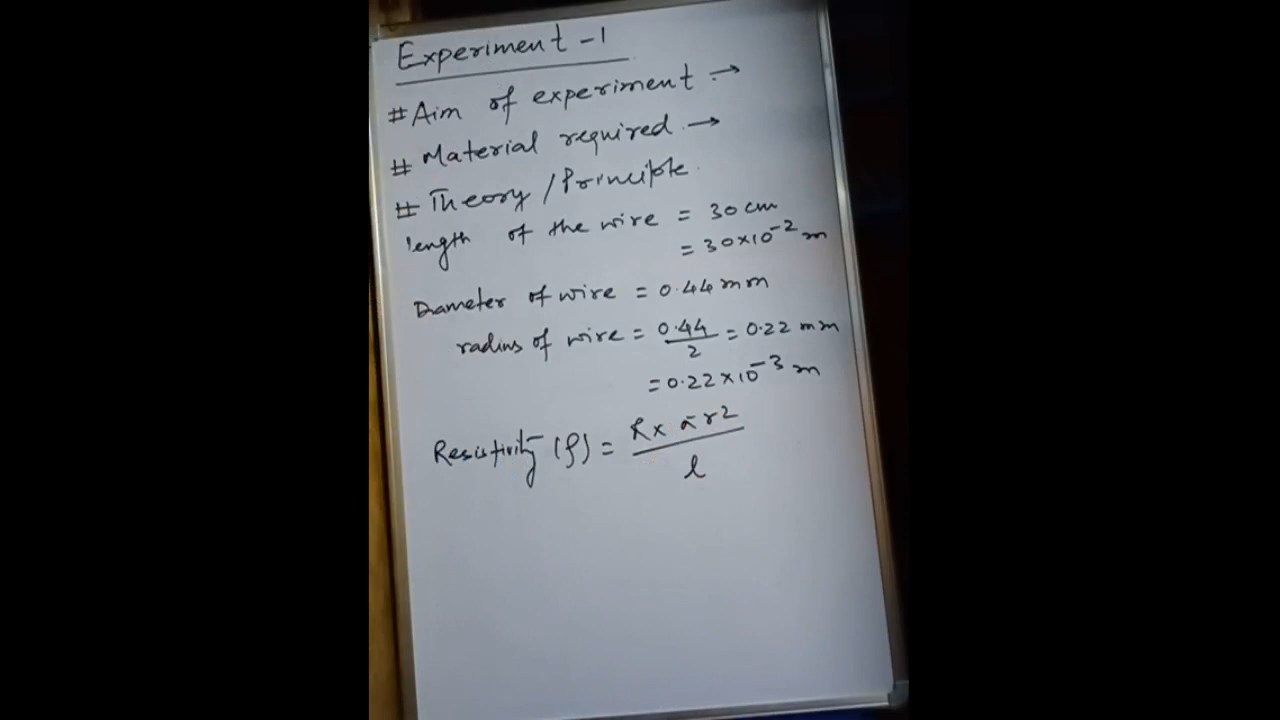 Experiment -1
# Aim of experiment →
# Material required →
# Theory / Principle.
length of the wire = 30 cm
= 30×10⁻² m
Diameter of wire = 0.44 mm
radius of wire = 0.44/2 = 0.22 mm
= 0.22×10⁻³ m
Resistivity (ρ) = R× πr²/l